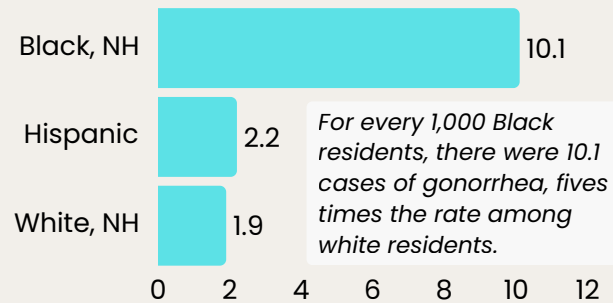 Black, NH
10.1
Hispanic
2.2
White, NH
1.9
For every 1,000 Black
residents, there were 10.1
cases of gonorrhea, fives
times the rate among
white residents.
0 2 4 6 8 10 12